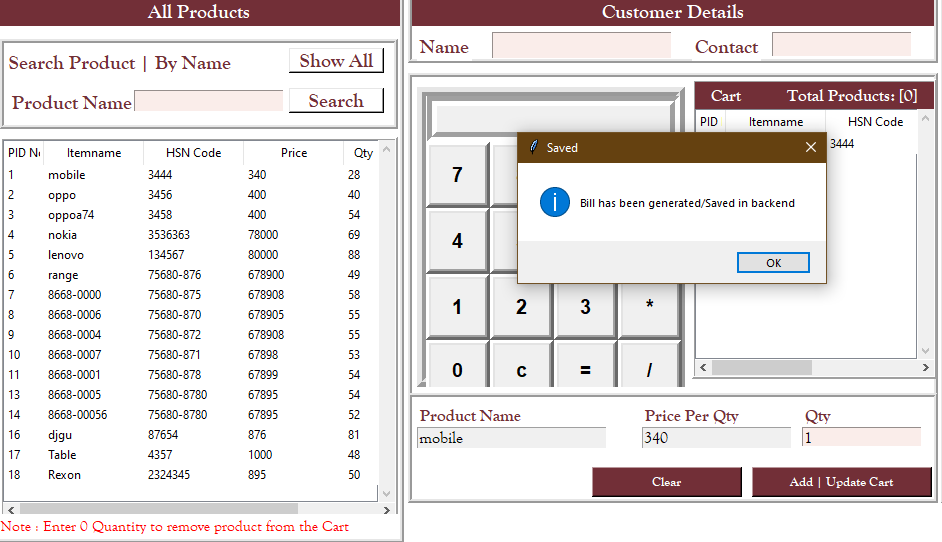 All Products
Search Product | By Name
Show All
Product Name
Search
PID No Itemname HSN Code Price Qty
1 mobile 3444 340 28
2 oppo 3456 400 40
3 oppoa74 3458 400 54
4 nokia 3536363 78000 69
5 lenovo 134567 80000 88
6 range 75680-876 678900 49
7 8668-0000 75680-875 678908 58
8 8668-0006 75680-870 678905 55
9 8668-0004 75680-872 678908 55
10 8668-0007 75680-871 67898 53
11 8668-0001 75680-878 67899 54
13 8668-0005 75680-8780 67895 54
14 8668-00056 75680-8780 67895 52
16 djgu 87654 876 81
17 Table 4357 1000 48
18 Rexon 2324345 895 50
Note : Enter 0 Quantity to remove product from the Cart
Customer Details
Name
Contact
7
4
1 2 3 *
0 c = /
Cart Total Products: [0]
PID Itemname HSN Code
3444
Saved
Bill has been generated/Saved in backend
OK
Product Name Price Per Qty Qty
mobile 340 1
Clear Add | Update Cart